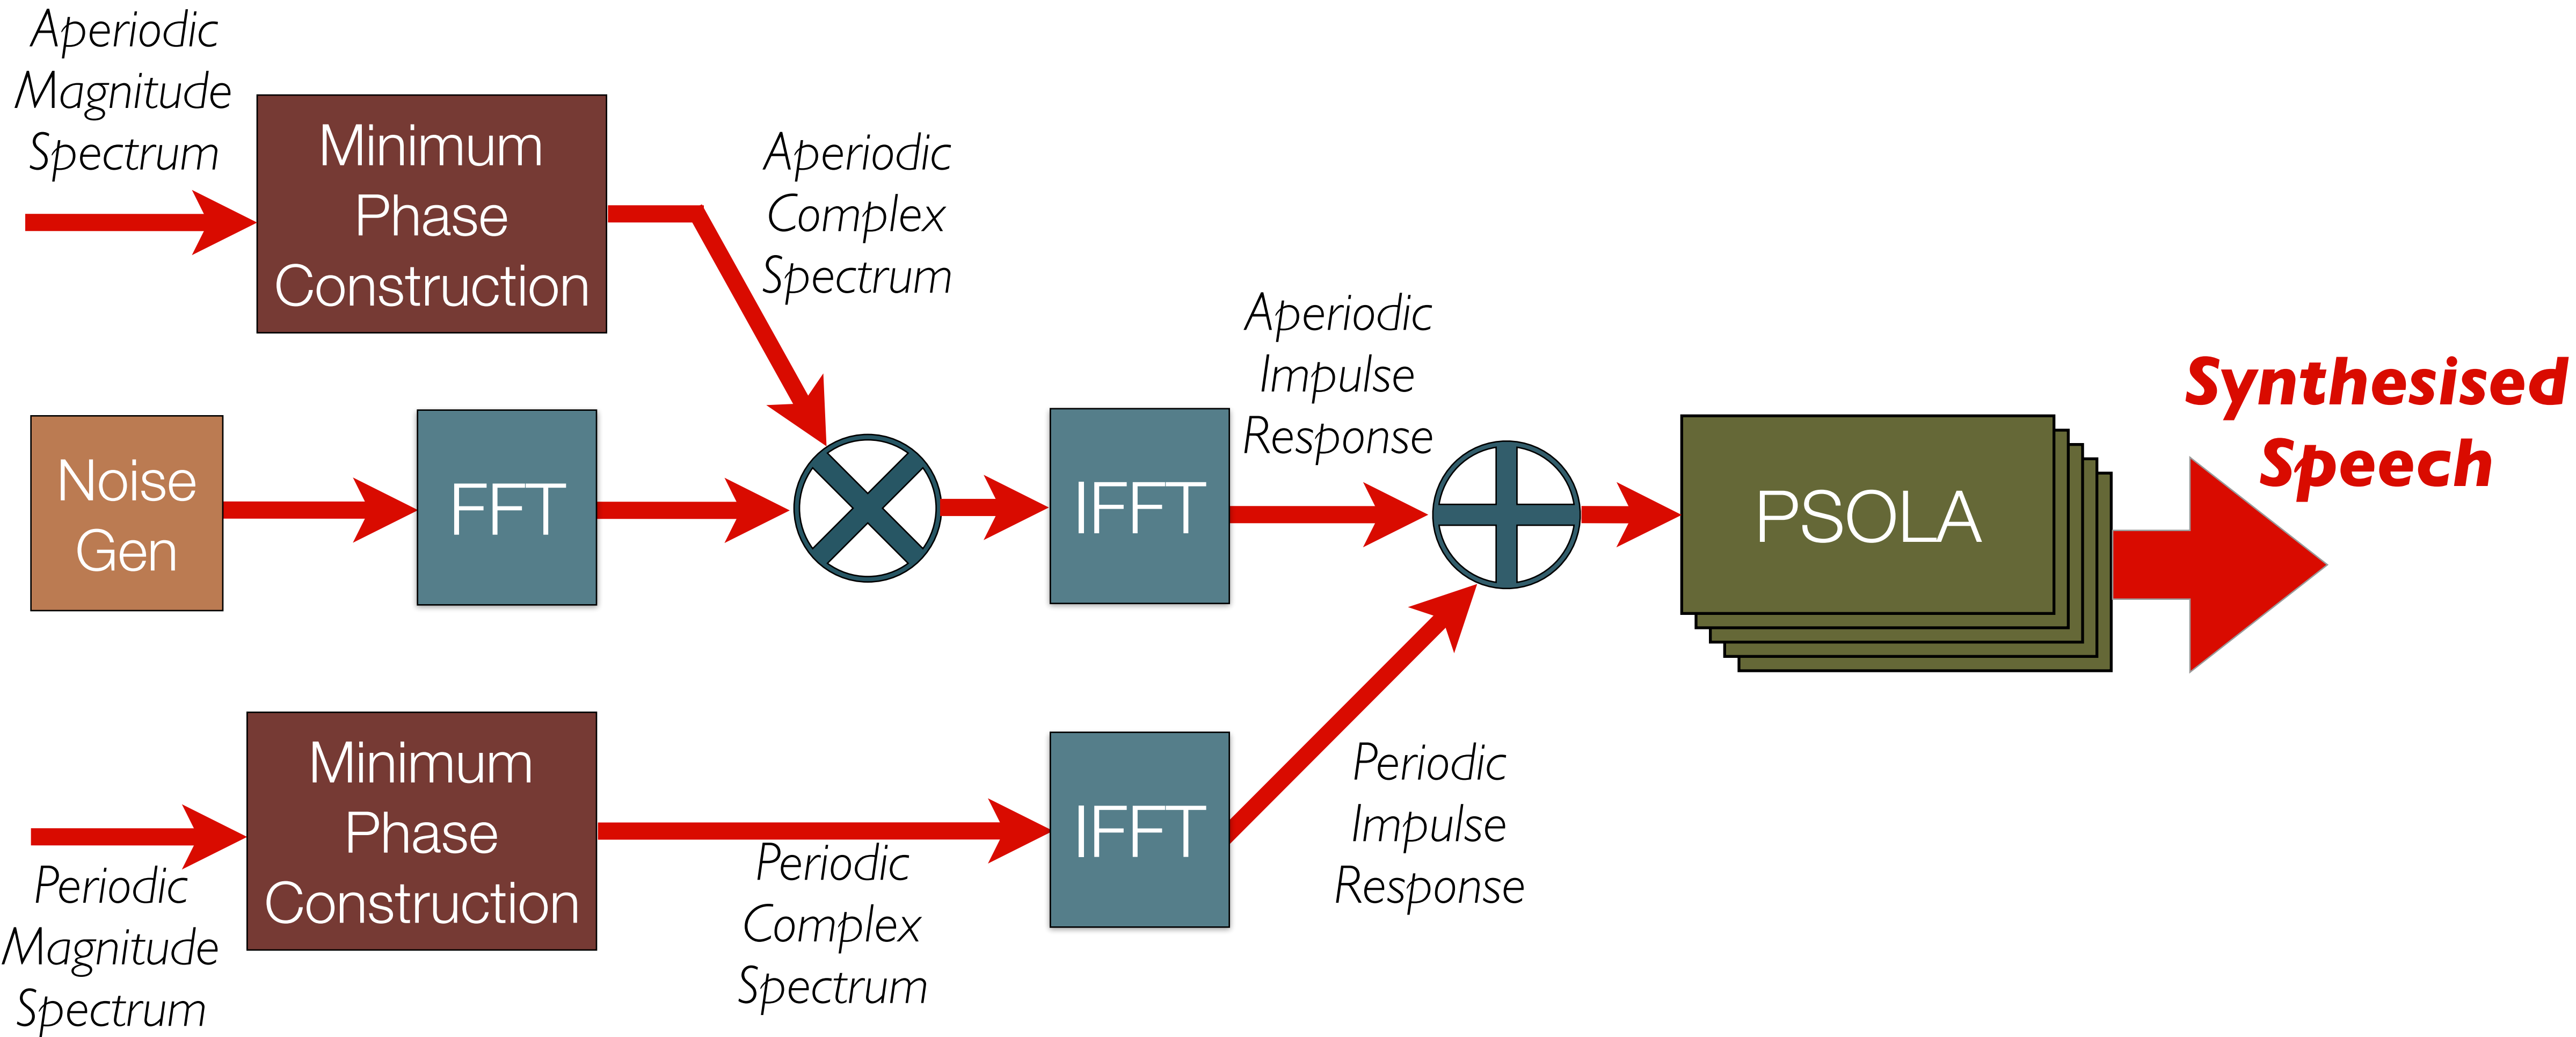 Aperiodic
Magnitude
Spectrum
Minimum
Phase
Construction
Aperiodic
Complex
Spectrum
Noise
Gen
FFT
IFFT
Aperiodic
Impulse
Response
PSOLA
Synthesised
Speech
Periodic
Magnitude
Spectrum
Minimum
Phase
Construction
Periodic
Complex
Spectrum
IFFT
Periodic
Impulse
Response